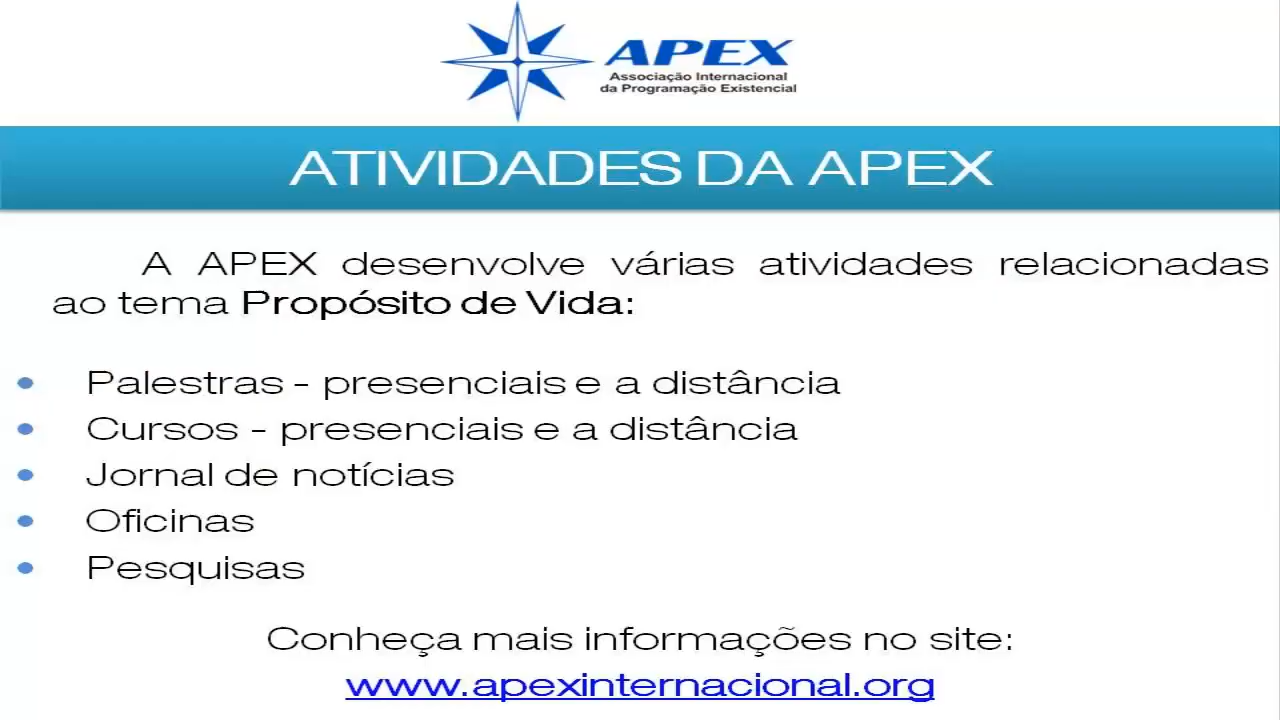 APEX
Associação Internacional
da Programação Existencial
ATIVIDADES DA APEX
A APEX desenvolve várias atividades relacionadas
ao tema Propósito de Vida:
• Palestras - presenciais e a distância
• Cursos - presenciais e a distância
• Jornal de notícias
• Oficinas
• Pesquisas
Conheça mais informações no site:
www.apexinternacional.org